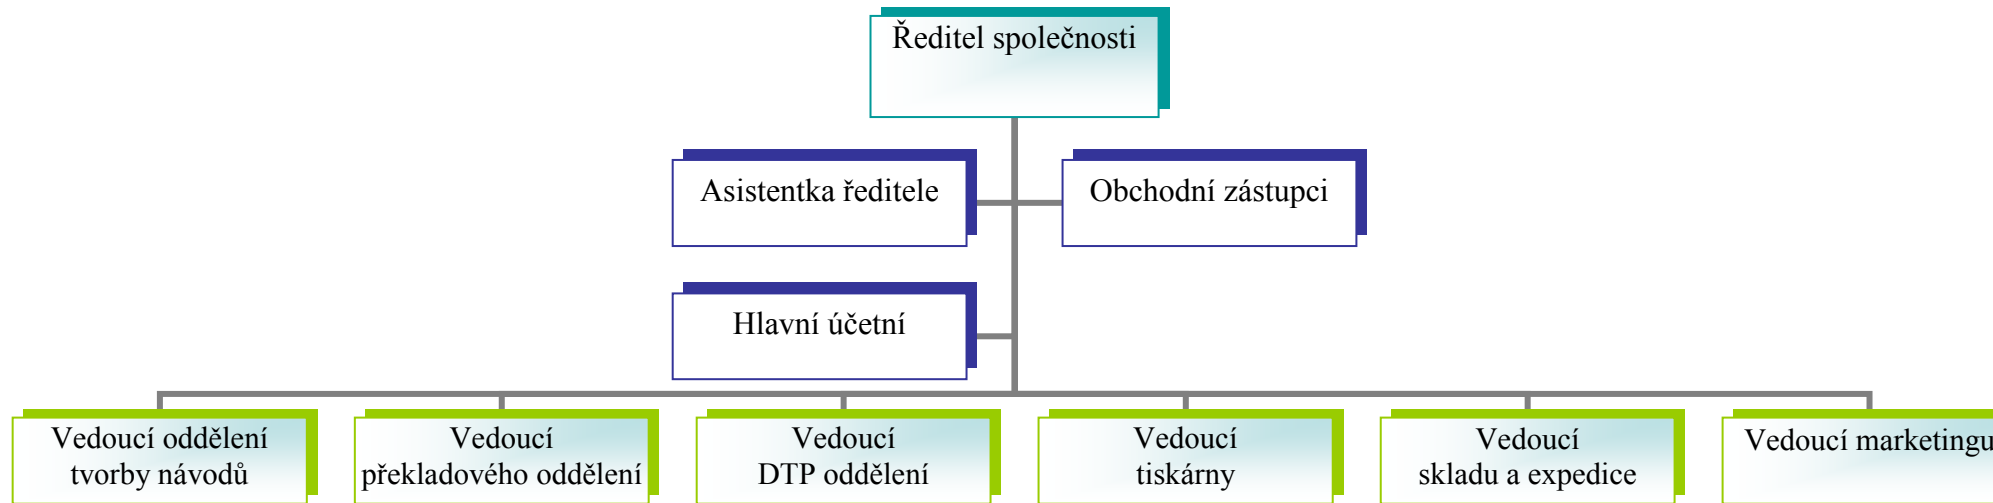 Ředitel společnosti
Asistentka ředitele
Obchodní zástupci
Hlavní účetní
Vedoucí oddělení
tvorby návodů
Vedoucí
překladového oddělení
Vedoucí
DTP oddělení
Vedoucí
tiskárny
Vedoucí
skladu a expedice
Vedoucí marketingu